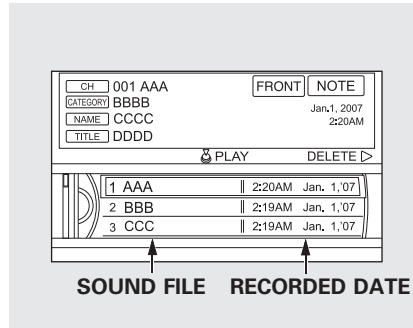 CH 001 AAA FRONT NOTE
CATEGORY BBBB Jan.1, 2007
NAME CCCC 2:20AM
TITLE DDDD
PLAY DELETE
1 AAA 2:20AM Jan. 1,'07
2 BBB 2:19AM Jan. 1,'07
3 CCC 2:19AM Jan. 1,'07
SOUND FILE RECORDED DATE